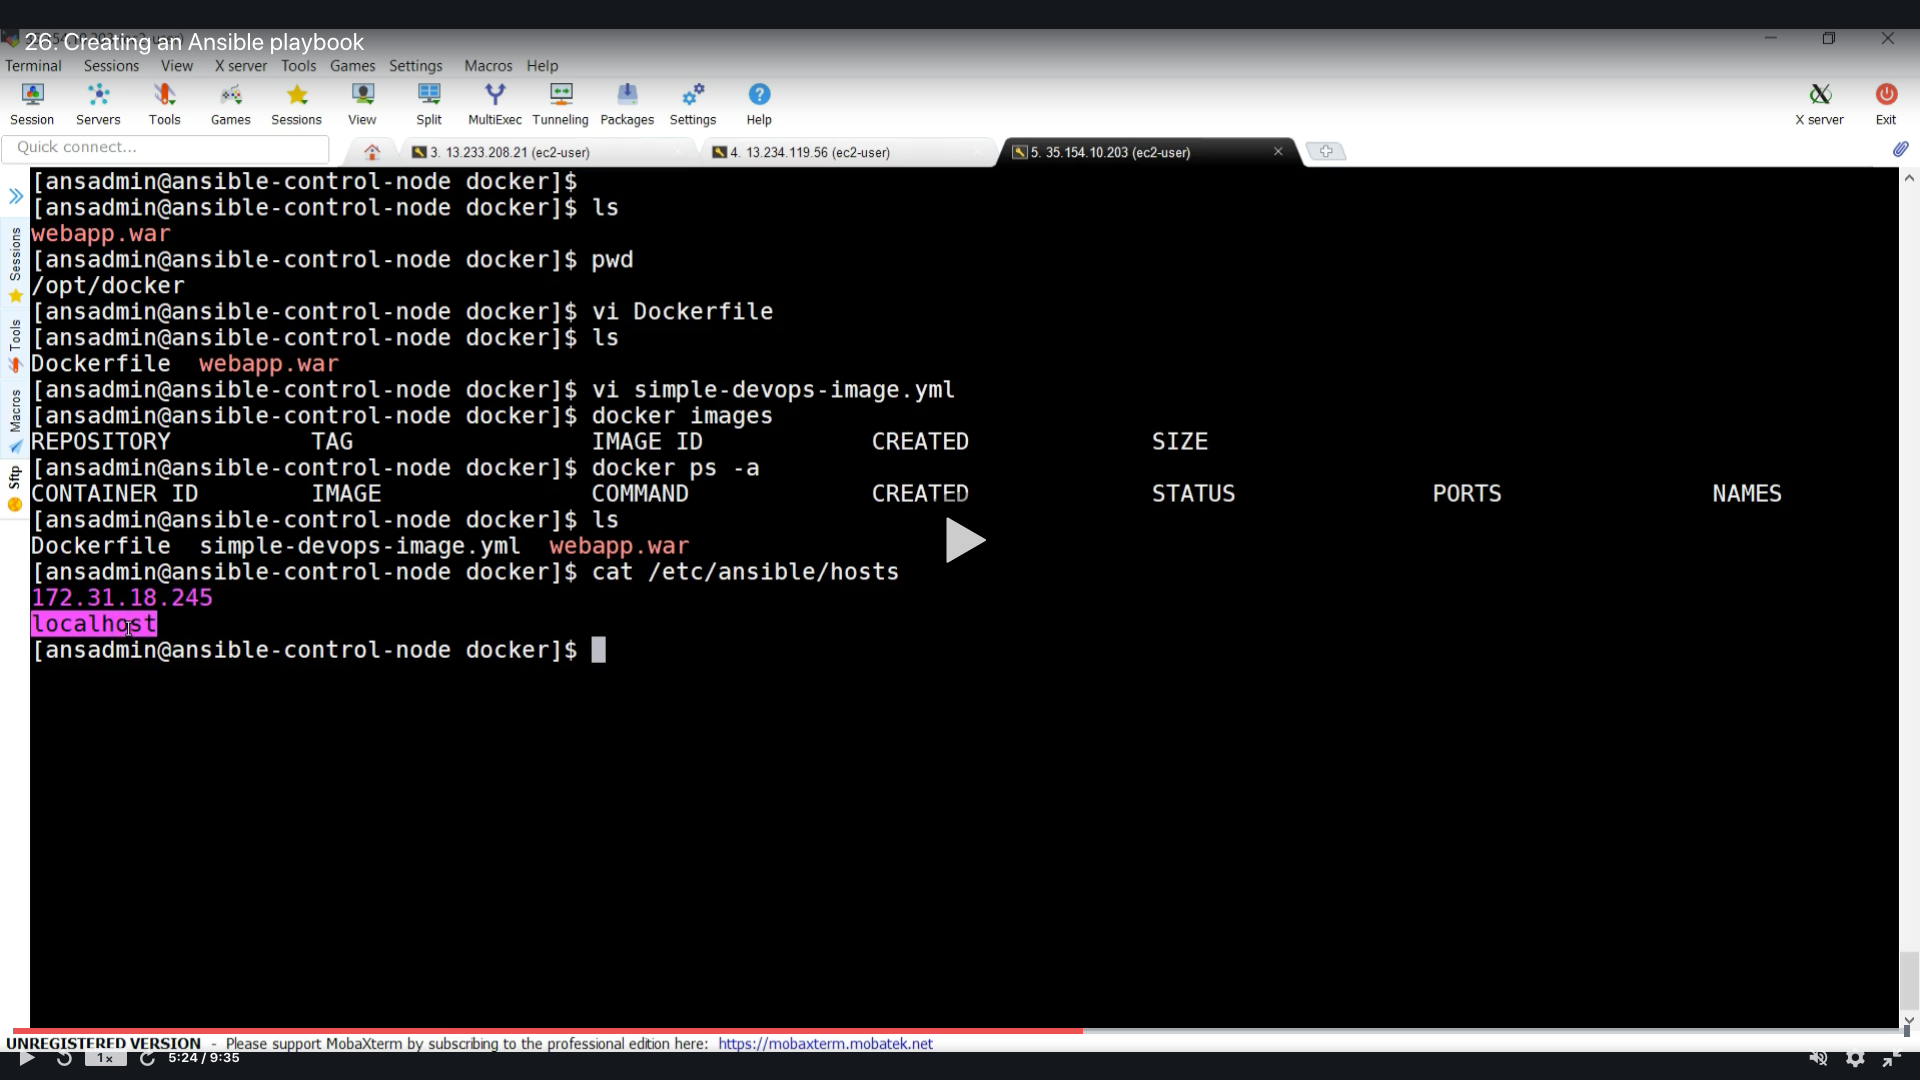 26. Creating an Ansible playbook
Terminal Sessions View X server Tools Games Settings Macros Help
Session Servers Tools Games Sessions View Split MultiExec Tunneling Packages Settings Help X server Exit
Quick connect...
3. 13.233.208.21 (ec2-user)
4. 13.234.119.56 (ec2-user)
5. 35.154.10.203 (ec2-user)
Sessions
Tools
Macros
Sftp
[ansadmin@ansible-control-node docker]$
[ansadmin@ansible-control-node docker]$ ls
webapp.war
[ansadmin@ansible-control-node docker]$ pwd
/opt/docker
[ansadmin@ansible-control-node docker]$ vi Dockerfile
[ansadmin@ansible-control-node docker]$ ls
Dockerfile webapp.war
[ansadmin@ansible-control-node docker]$ vi simple-devops-image.yml
[ansadmin@ansible-control-node docker]$ docker images
REPOSITORY TAG IMAGE ID CREATED SIZE
[ansadmin@ansible-control-node docker]$ docker ps -a
CONTAINER ID IMAGE COMMAND CREATED STATUS PORTS NAMES
[ansadmin@ansible-control-node docker]$ ls
Dockerfile simple-devops-image.yml webapp.war
[ansadmin@ansible-control-node docker]$ cat /etc/ansible/hosts
172.31.18.245
localhost
[ansadmin@ansible-control-node docker]$
UNREGISTERED VERSION - Please support MobaXterm by subscribing to the professional edition here: https://mobaxterm.mobatek.net
1x 5:24 / 9:35